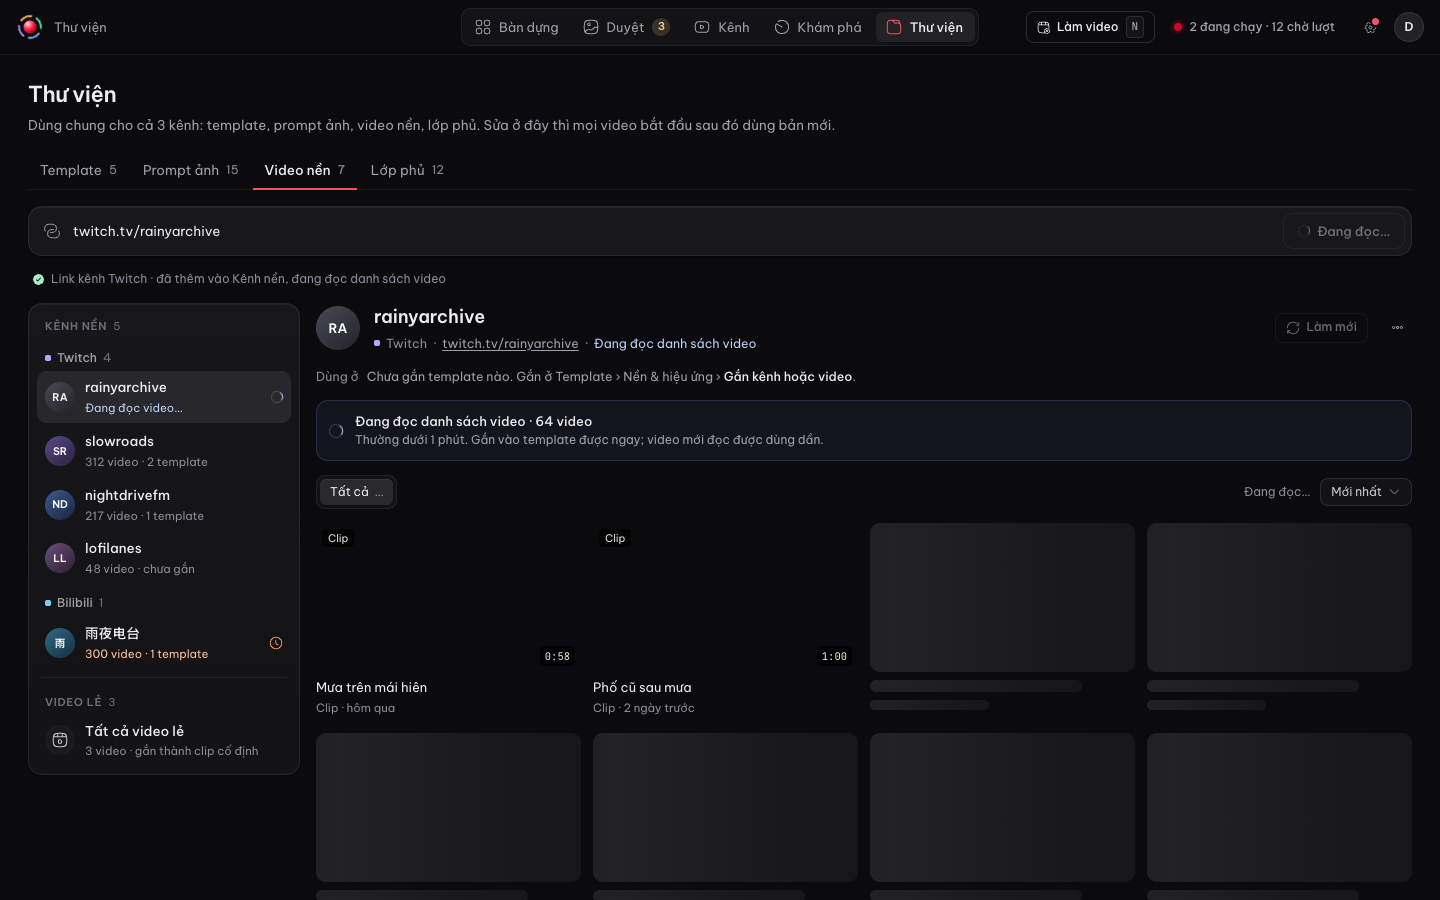 Thư viện
Bàn dựng
Duyệt 3
Kênh
Khám phá
Thư viện
Làm video N
2 đang chạy · 12 chờ lượt
D
Thư viện
Dùng chung cho cả 3 kênh: template, prompt ảnh, video nền, lớp phủ. Sửa ở đây thì mọi video bắt đầu sau đó dùng bản mới.
Template 5
Prompt ảnh 15
Video nền 7
Lớp phủ 12
twitch.tv/rainyarchive
Đang đọc...
Link kênh Twitch · đã thêm vào Kênh nền, đang đọc danh sách video
KÊNH NỀN 5
Twitch 4
RA
rainyarchive
Đang đọc video...
SR
slowroads
312 video · 2 template
ND
nightdrivefm
217 video · 1 template
LL
lofilanes
48 video · chưa gắn
Bilibili 1
雨
雨夜电台
300 video · 1 template
VIDEO LẺ 3
Tất cả video lẻ
3 video · gắn thành clip cố định
RA
rainyarchive
Twitch · twitch.tv/rainyarchive · Đang đọc danh sách video
Làm mới
Dùng ở Chưa gắn template nào. Gắn ở Template › Nền & hiệu ứng › Gắn kênh hoặc video.
Đang đọc danh sách video · 64 video
Thường dưới 1 phút. Gắn vào template được ngay; video mới đọc được dùng dần.
Tất cả ...
Đang đọc...
Mới nhất
Clip
0:58
Mưa trên mái hiên
Clip · hôm qua
Clip
1:00
Phố cũ sau mưa
Clip · 2 ngày trước